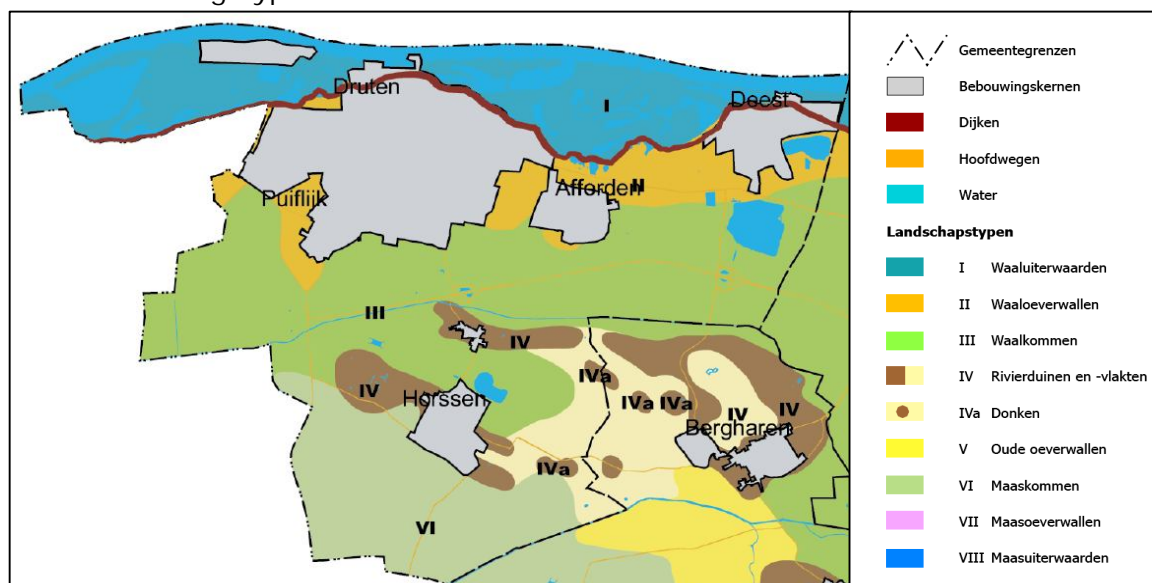 Druten
I
Deest
Puiflijk
Afferden
II
III
IV
IV
Horssen
IVa
IVa
IVa
IV
IV
Bergharen
IVa
VI
Gemeentegrenzen
Bebouwingskernen
Dijken
Hoofdwegen
Water
Landschapstypen
I Waaluiterwaarden
II Waaloeverwallen
III Waalkommen
IV Rivierduinen en -vlakten
IVa Donken
V Oude oeverwallen
VI Maaskommen
VII Maasoeverwallen
VIII Maasuiterwaarden